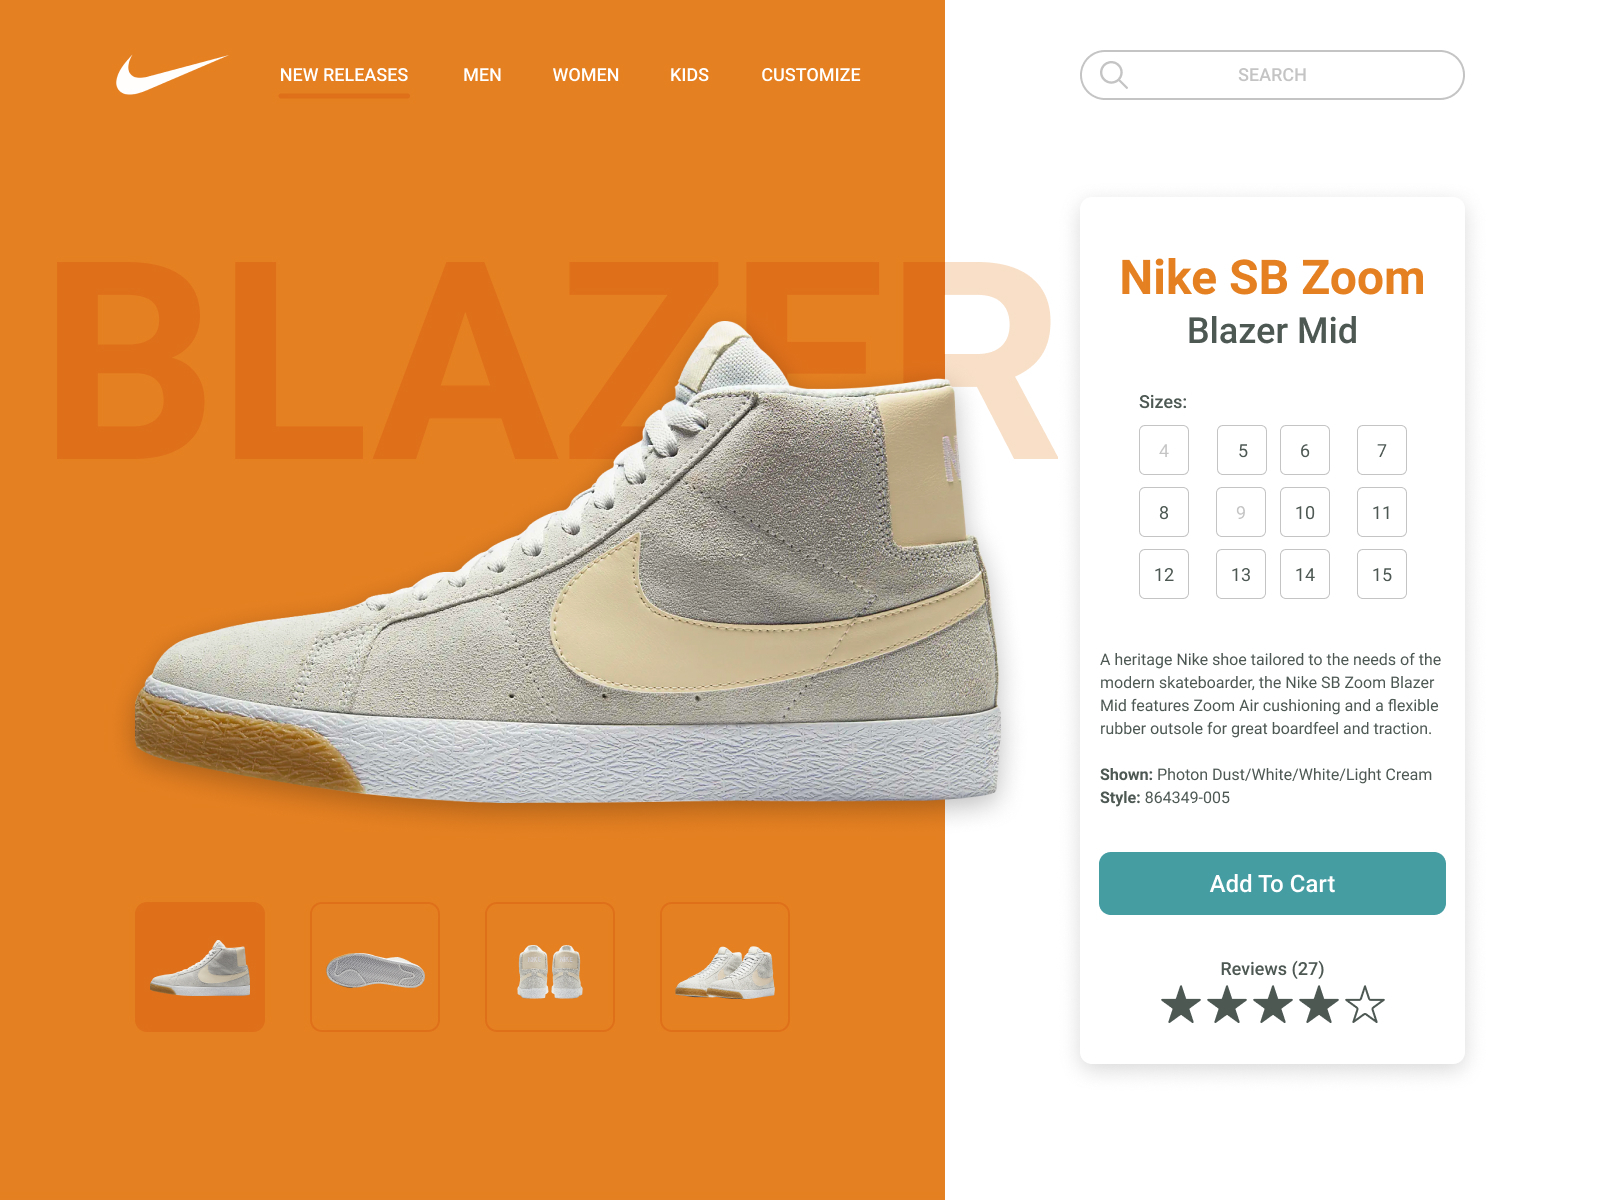 NEW RELEASES
MEN
WOMEN
KIDS
CUSTOMIZE
SEARCH
BLAZER
Nike SB Zoom
Blazer Mid
Sizes:
4 5 6 7
8 9 10 11
12 13 14 15
A heritage Nike shoe tailored to the needs of the
modern skateboarder, the Nike SB Zoom Blazer
Mid features Zoom Air cushioning and a flexible
rubber outsole for great boardfeel and traction.
Shown: Photon Dust/White/White/Light Cream
Style: 864349-005
Add To Cart
Reviews (27)